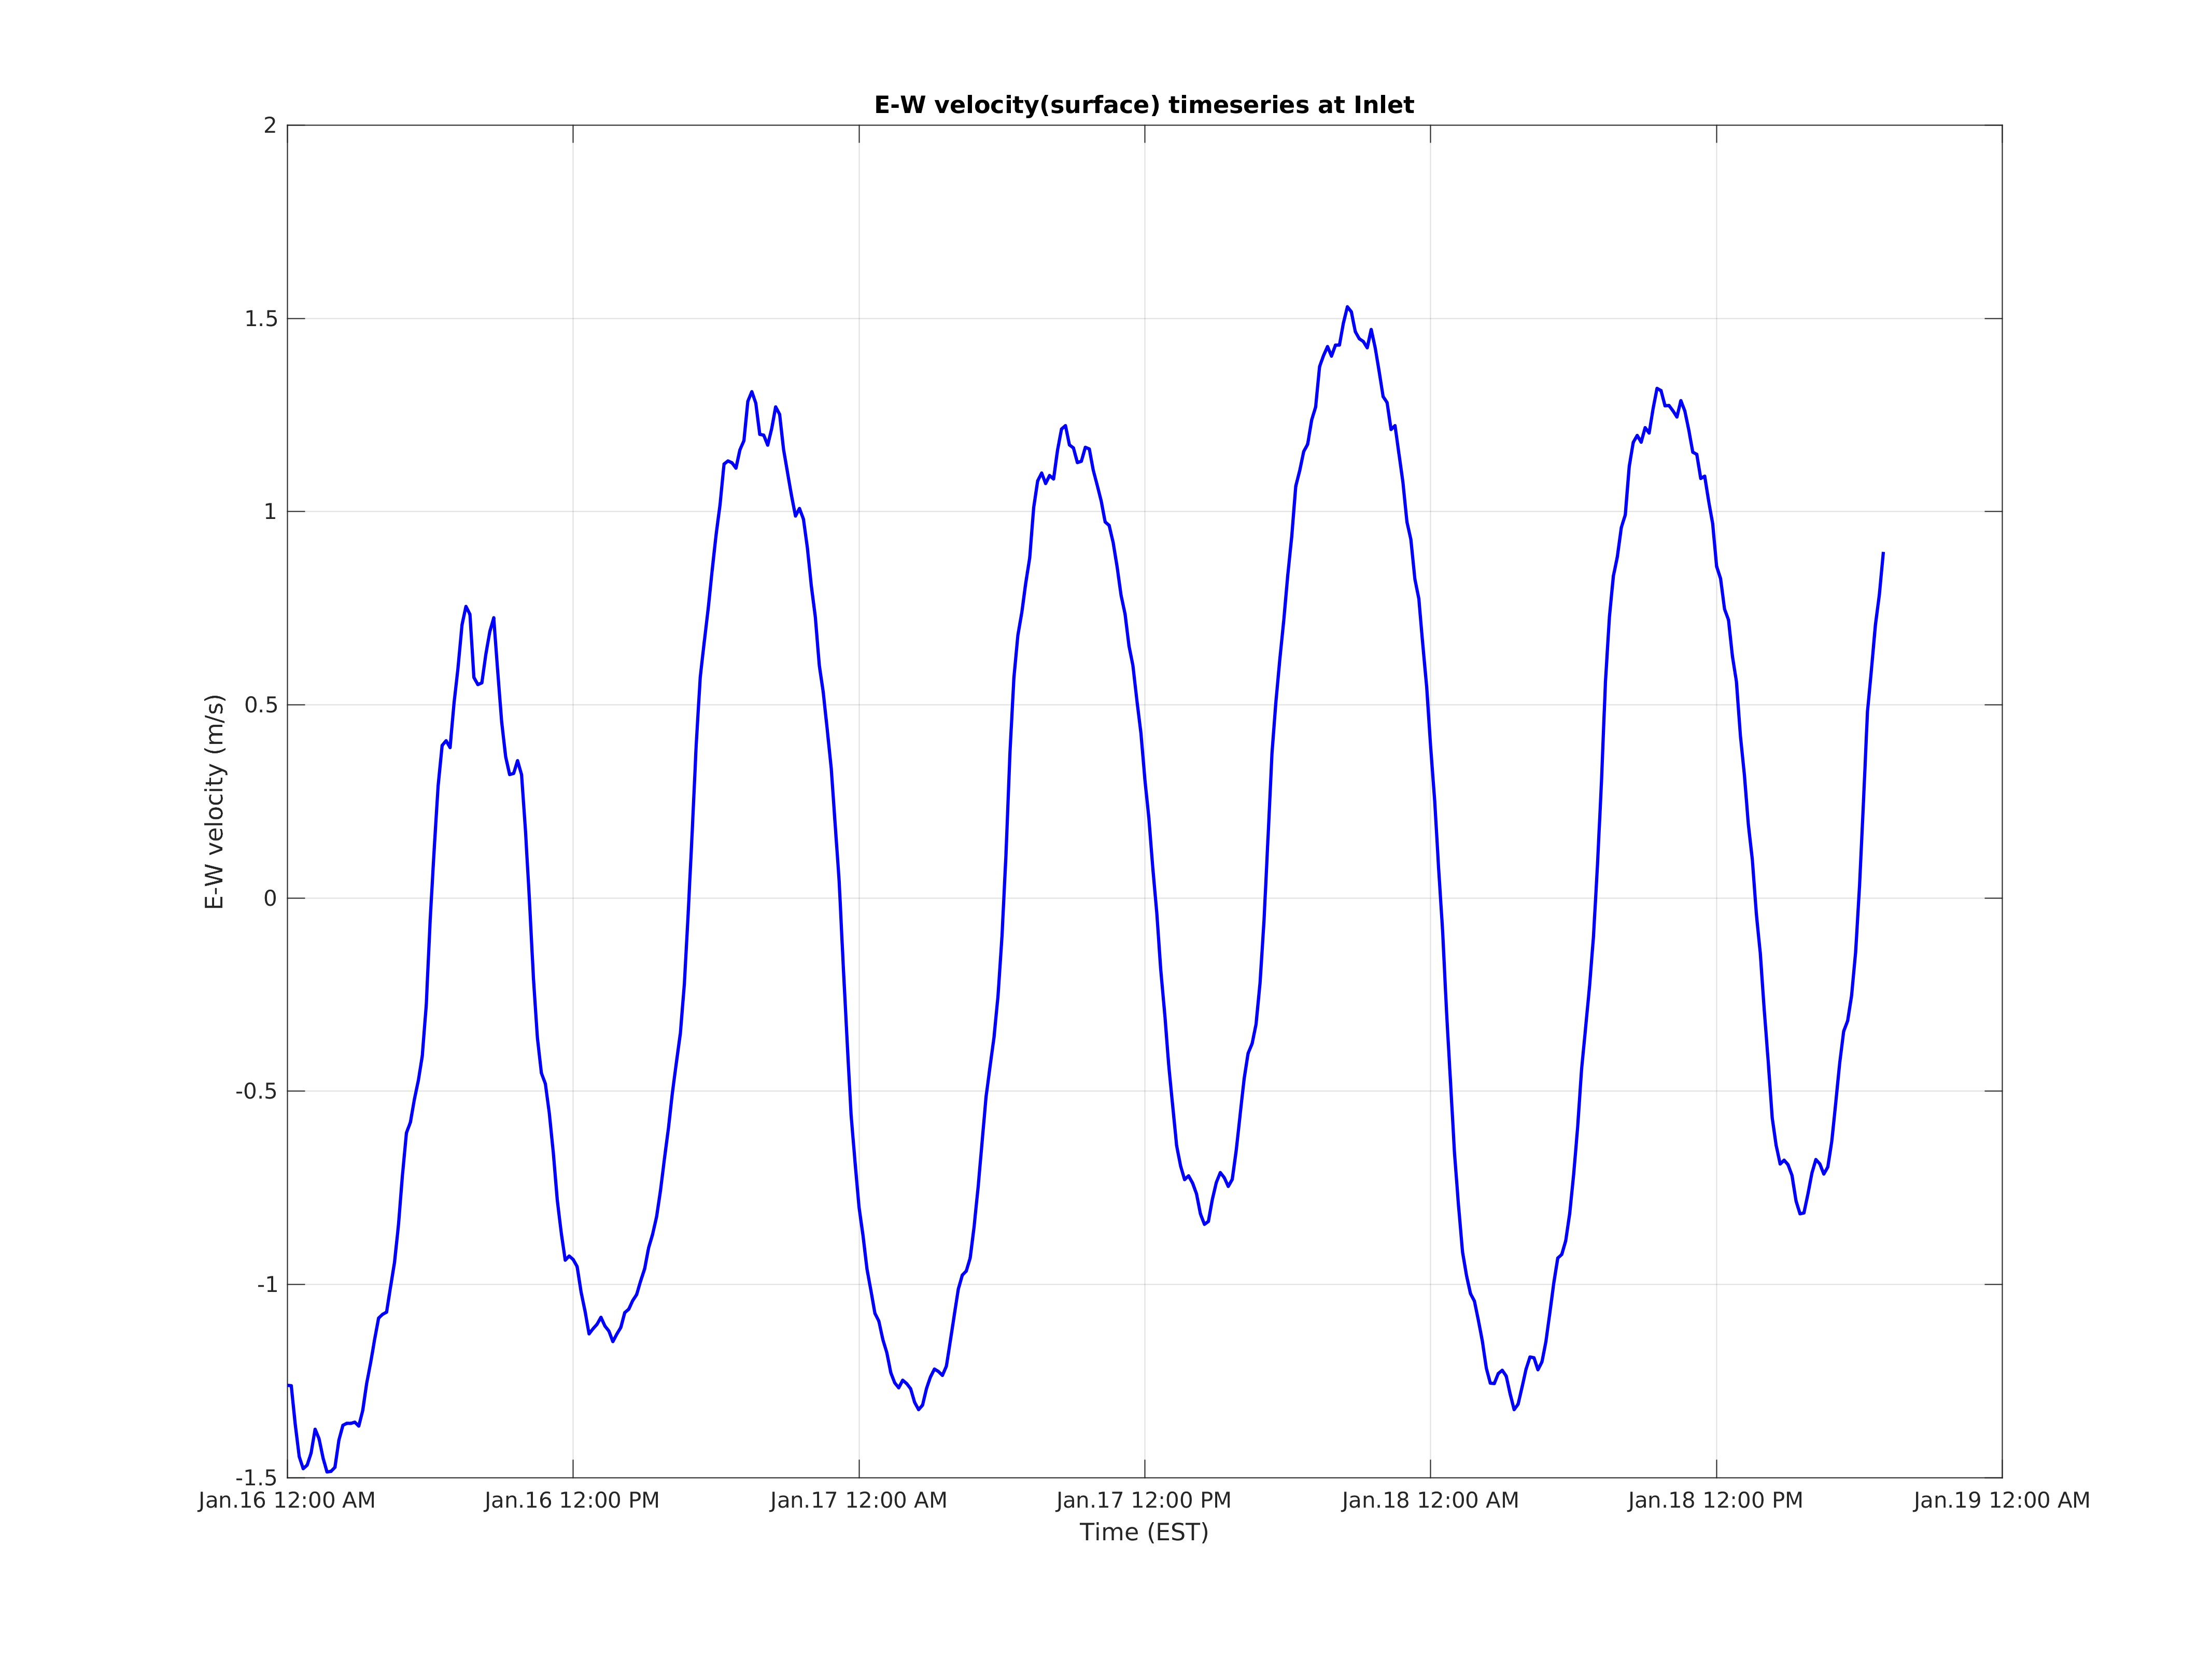 E-W velocity(surface) timeseries at Inlet
2
1.5
1
0.5
0
-0.5
-1
-1.5
E-W velocity (m/s)
Jan.16 12:00 AM
Jan.16 12:00 PM
Jan.17 12:00 AM
Jan.17 12:00 PM
Jan.18 12:00 AM
Jan.18 12:00 PM
Jan.19 12:00 AM
Time (EST)